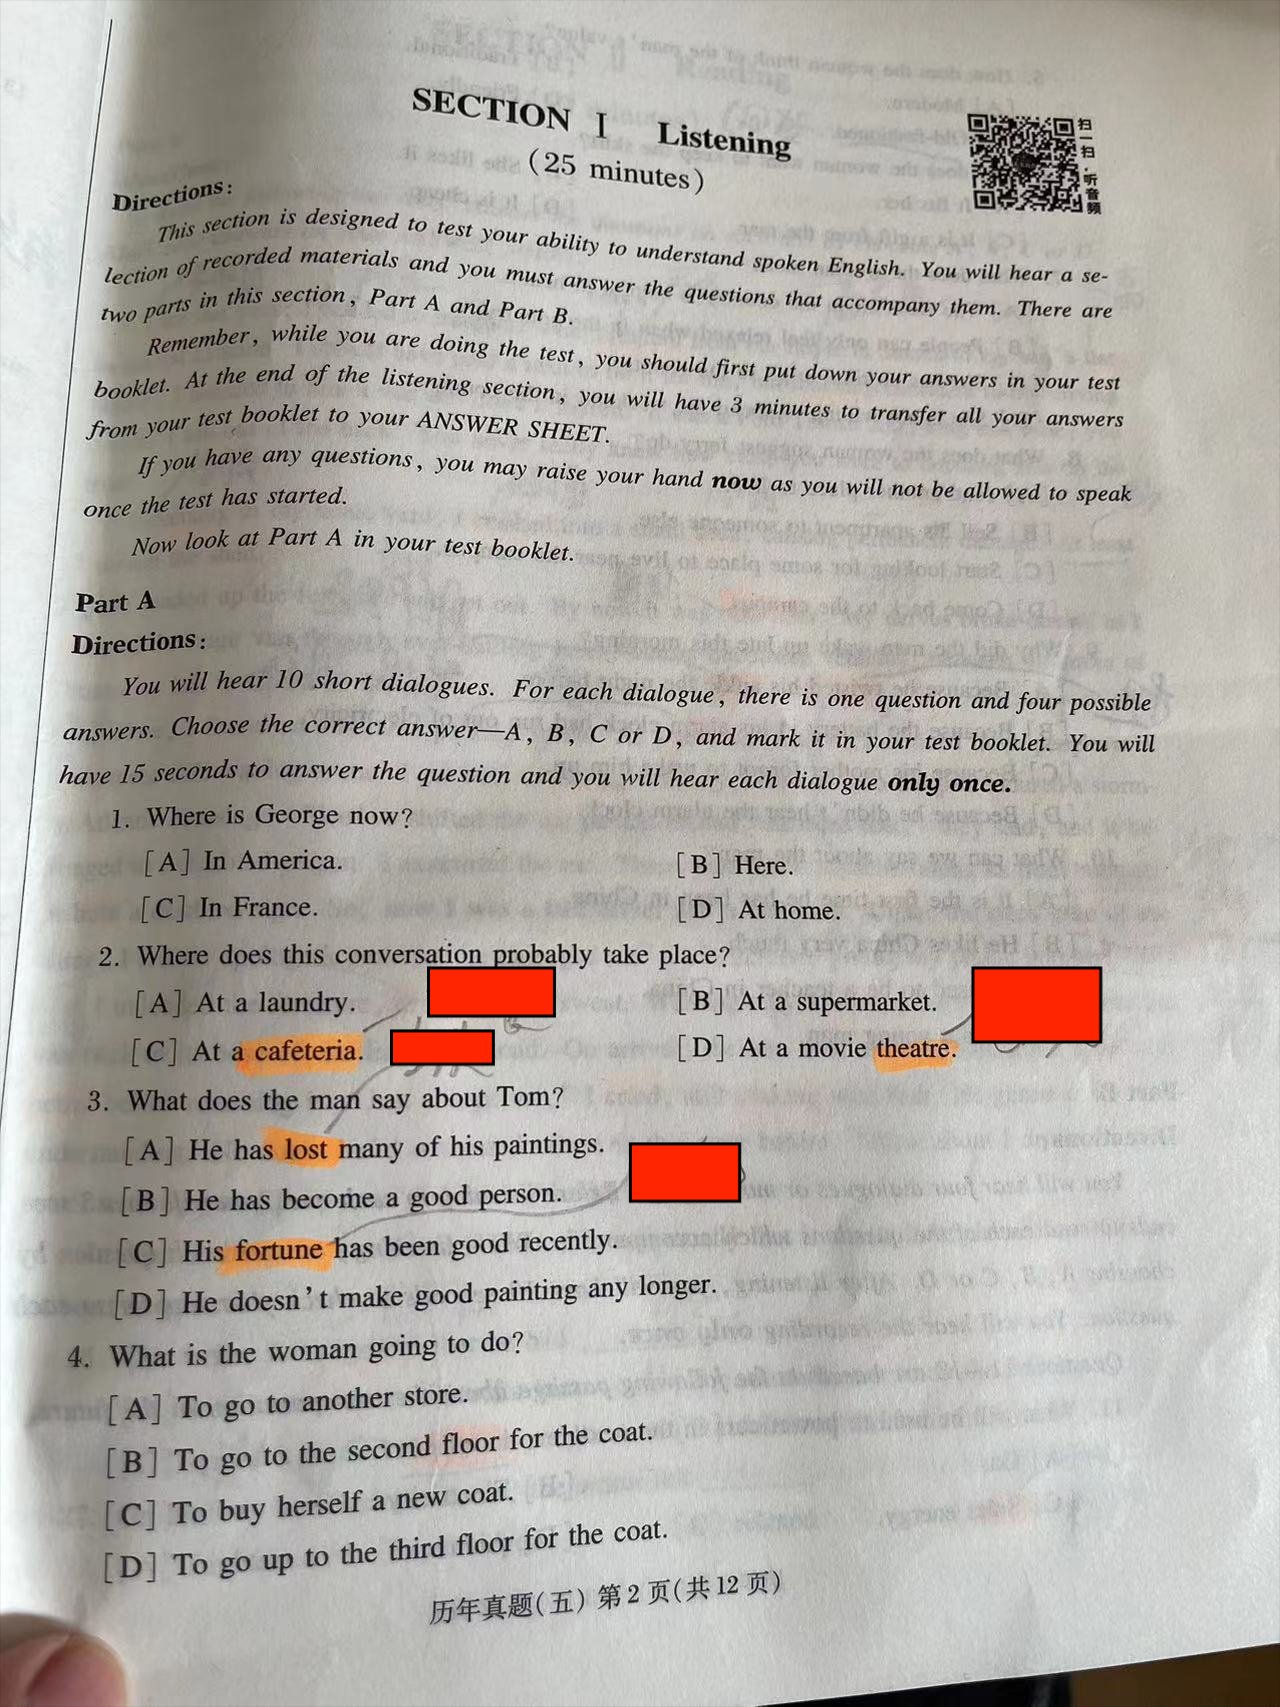 SECTION Ⅰ Listening
(25 minutes)
扫一扫,听音频
Directions:
This section is designed to test your ability to understand spoken English. You will hear a se-
lection of recorded materials and you must answer the questions that accompany them. There are
two parts in this section, Part A and Part B.
Remember, while you are doing the test, you should first put down your answers in your test
booklet. At the end of the listening section, you will have 3 minutes to transfer all your answers
from your test booklet to your ANSWER SHEET.
If you have any questions, you may raise your hand now as you will not be allowed to speak
once the test has started.
Now look at Part A in your test booklet.
Part A
Directions:
You will hear 10 short dialogues. For each dialogue, there is one question and four possible
answers. Choose the correct answer—A, B, C or D, and mark it in your test booklet. You will
have 15 seconds to answer the question and you will hear each dialogue only once.
1. Where is George now?
[A] In America. [B] Here.
[C] In France. [D] At home.
2. Where does this conversation probably take place?
[A] At a laundry. [B] At a supermarket.
[C] At a cafeteria. [D] At a movie theatre.
3. What does the man say about Tom?
[A] He has lost many of his paintings.
[B] He has become a good person.
[C] His fortune has been good recently.
[D] He doesn't make good painting any longer.
4. What is the woman going to do?
[A] To go to another store.
[B] To go to the second floor for the coat.
[C] To buy herself a new coat.
[D] To go up to the third floor for the coat.
历年真题(五) 第2页(共12页)